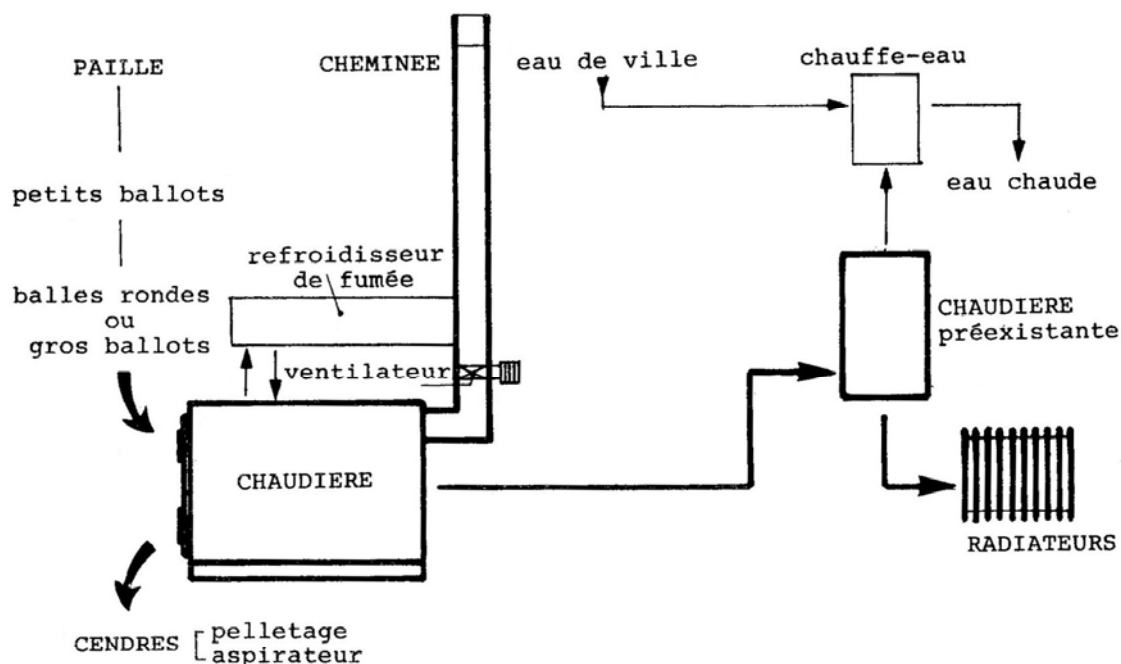 PAILLE
CHEMINEE
eau de ville
chauffe-eau
petits ballots
eau chaude
refroidisseur
de fumée
balles rondes
ou
gros ballots
CHAUDIERE
préexistante
ventilateur
CHAUDIERE
RADIATEURS
CENDRES
pelletage
aspirateur